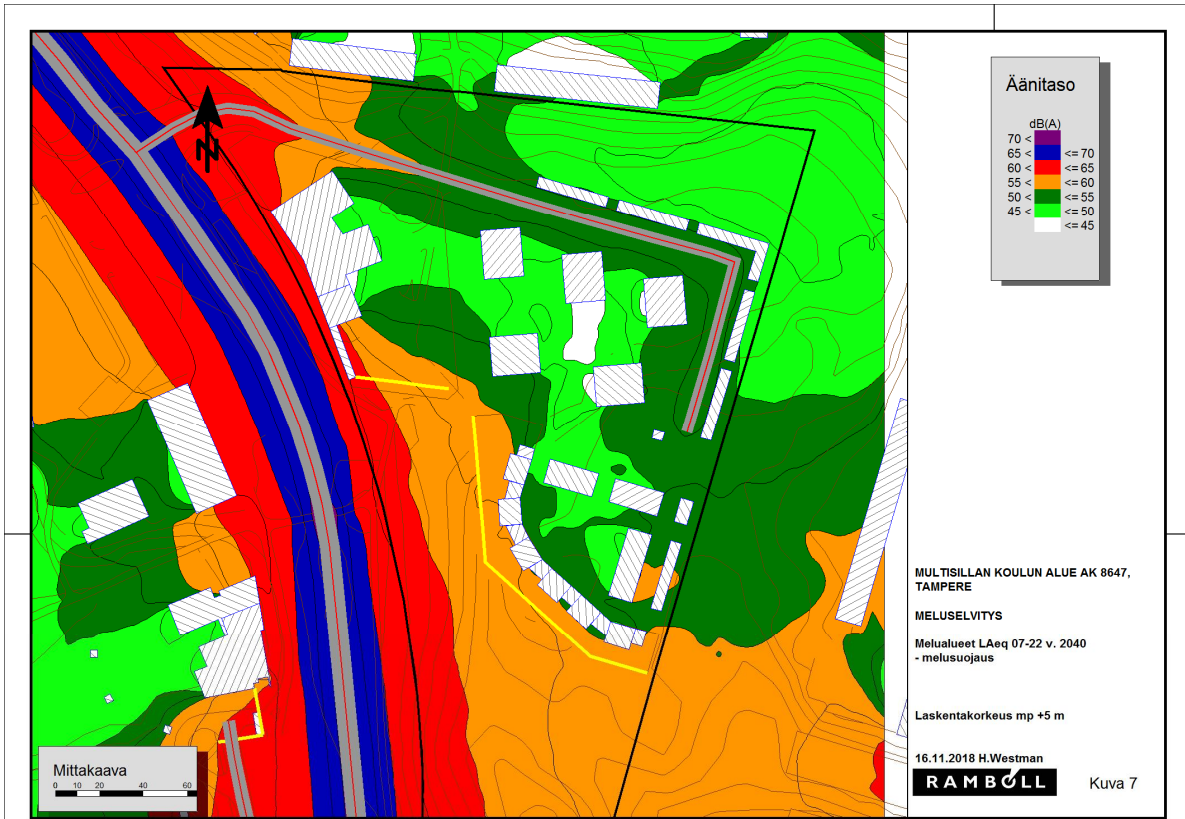 Äänitaso
dB(A)
70 <
65 < <= 70
60 < <= 65
55 < <= 60
50 < <= 55
45 < <= 50
<= 45
N
MULTISILLAN KOULUN ALUE AK 8647,
TAMPERE
MELUSELVITYS
Melualueet LAeq 07-22 v. 2040
- melusuojaus
Laskentakorkeus mp +5 m
16.11.2018 H.Westman
RAMBOLL
Kuva 7
Mittakaava
0 10 20 40 60